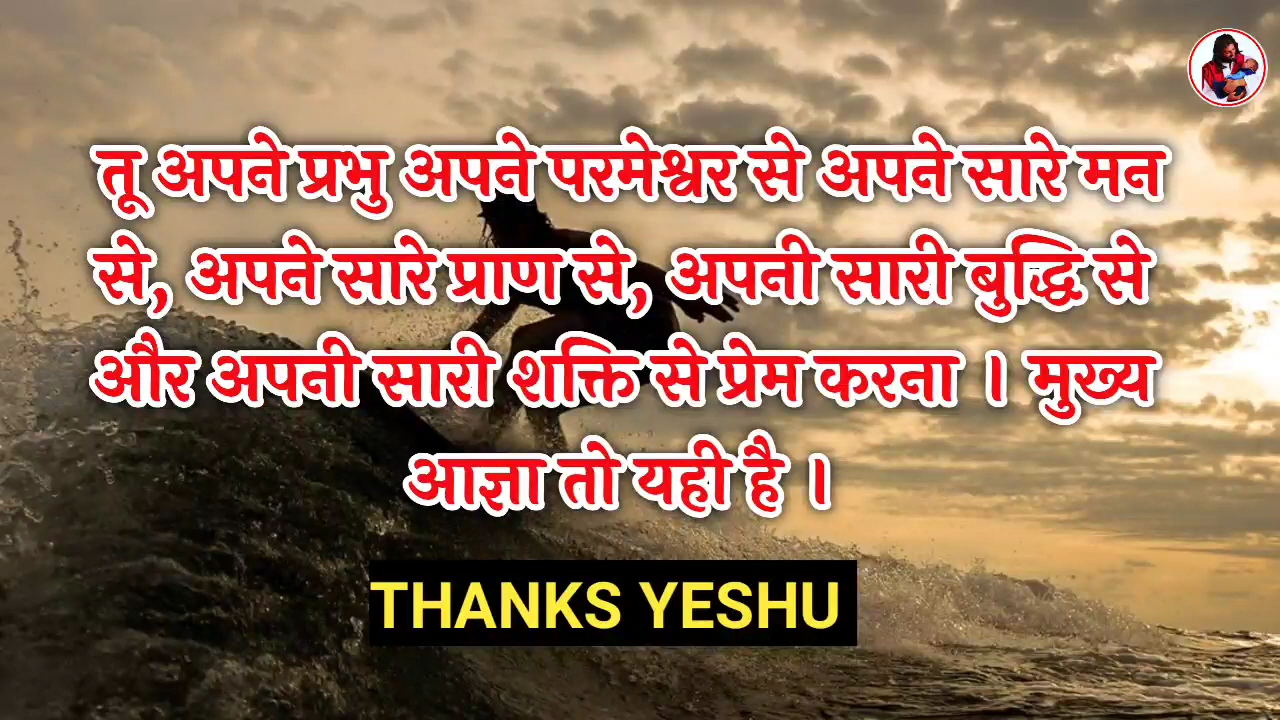 तू अपने प्रभु अपने परमेश्वर से अपने सारे मन
से, अपने सारे प्राण से, अपनी सारी बुद्धि से
और अपनी सारी शक्ति से प्रेम करना । मुख्य
आज्ञा तो यही है ।
THANKS YESHU